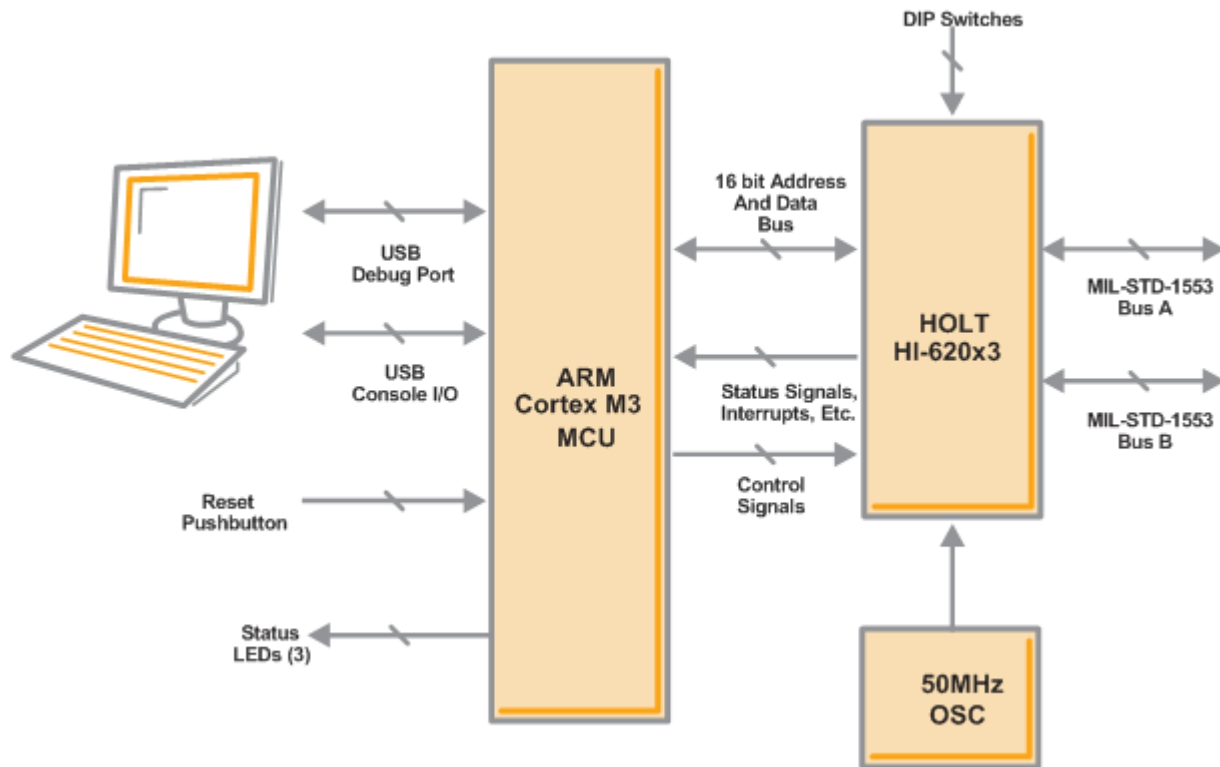 DIP Switches
16 bit Address
And Data
Bus
USB
Debug Port
HOLT
HI-620x3
MIL-STD-1553
Bus A
USB
Console I/O
ARM
Cortex M3
MCU
Status Signals,
Interrupts, Etc.
MIL-STD-1553
Bus B
Reset
Pushbutton
Control
Signals
Status
LEDs (3)
50MHz
OSC